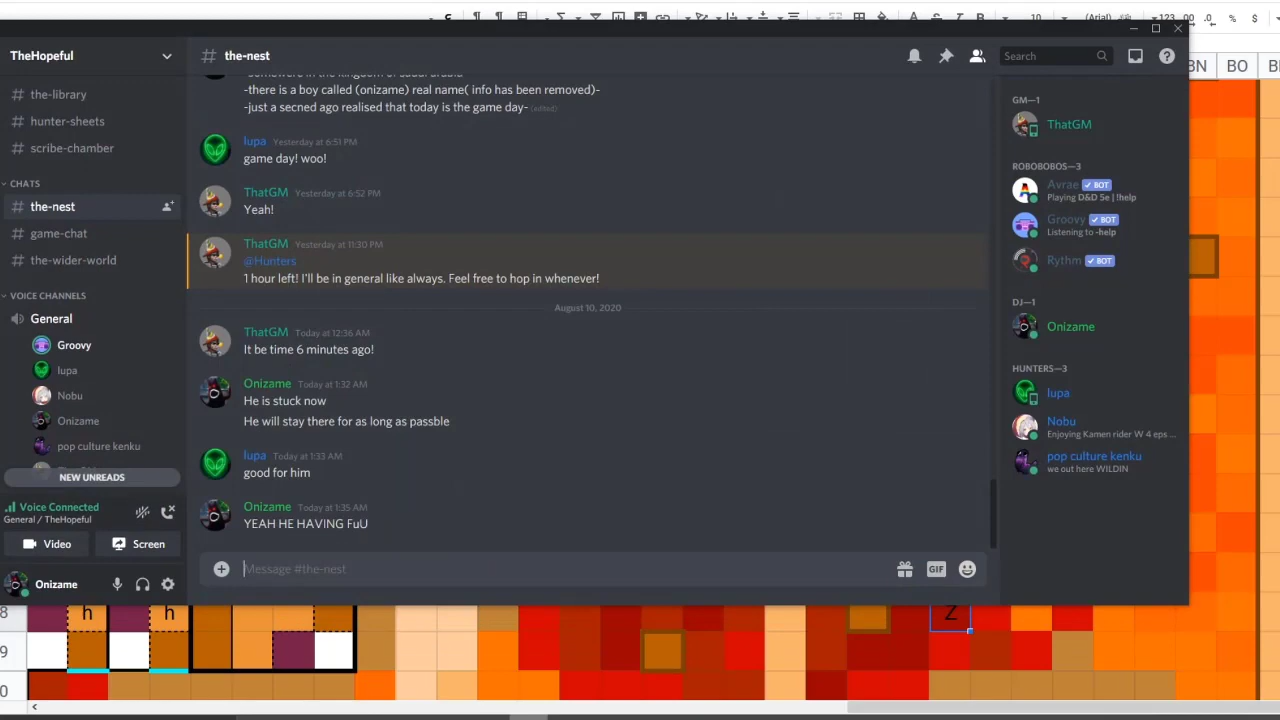 10
(Arial)
123
.00
.0
%
$
TheHopeful
# the-nest
Search
BN
BO
# the-library
# hunter-sheets
# scribe-chamber
CHATS
# the-nest
# game-chat
# the-wider-world
VOICE CHANNELS
General
Groovy
lupa
Nobu
Onizame
pop culture kenku
NEW UNREADS
Voice Connected
General / TheHopeful
Video
Screen
Onizame
-there is a boy called (onizame) real name( info has been removed)-
-just a secned ago realised that today is the game day- (edited)
lupa Yesterday at 6:51 PM
game day! woo!
ThatGM Yesterday at 6:52 PM
Yeah!
ThatGM Yesterday at 11:30 PM
@Hunters
1 hour left! I'll be in general like always. Feel free to hop in whenever!
August 10, 2020
ThatGM Today at 12:36 AM
It be time 6 minutes ago!
Onizame Today at 1:32 AM
He is stuck now
He will stay there for as long as passble
lupa Today at 1:33 AM
good for him
Onizame Today at 1:35 AM
YEAH HE HAVING FuU
Message #the-nest
GIF
GM—1
ThatGM
ROBOBOBOS—3
Avrae BOT
Playing D&D 5e | !help
Groovy BOT
Listening to -help
Rythm BOT
DJ—1
Onizame
HUNTERS—3
lupa
Nobu
Enjoying Kamen rider W 4 eps ...
pop culture kenku
we out here WILDIN
8
h
h
Z
9
0